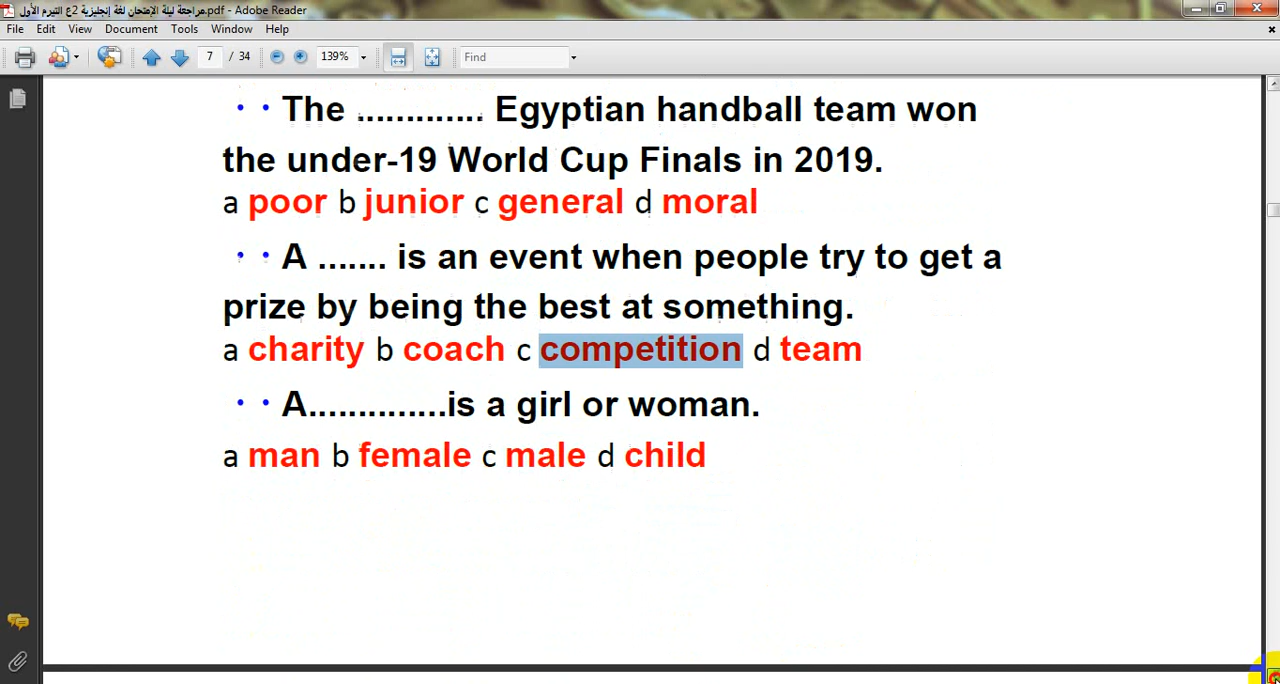 مراجعتة ليلة الإمتحان لغة إنجليزية 2ع التيرم الأول.pdf - Adobe Reader
File Edit View Document Tools Window Help
7 / 34 139% Find
The ............. Egyptian handball team won
the under-19 World Cup Finals in 2019.
a poor b junior c general d moral
A ....... is an event when people try to get a
prize by being the best at something.
a charity b coach c competition d team
A..............is a girl or woman.
a man b female c male d child